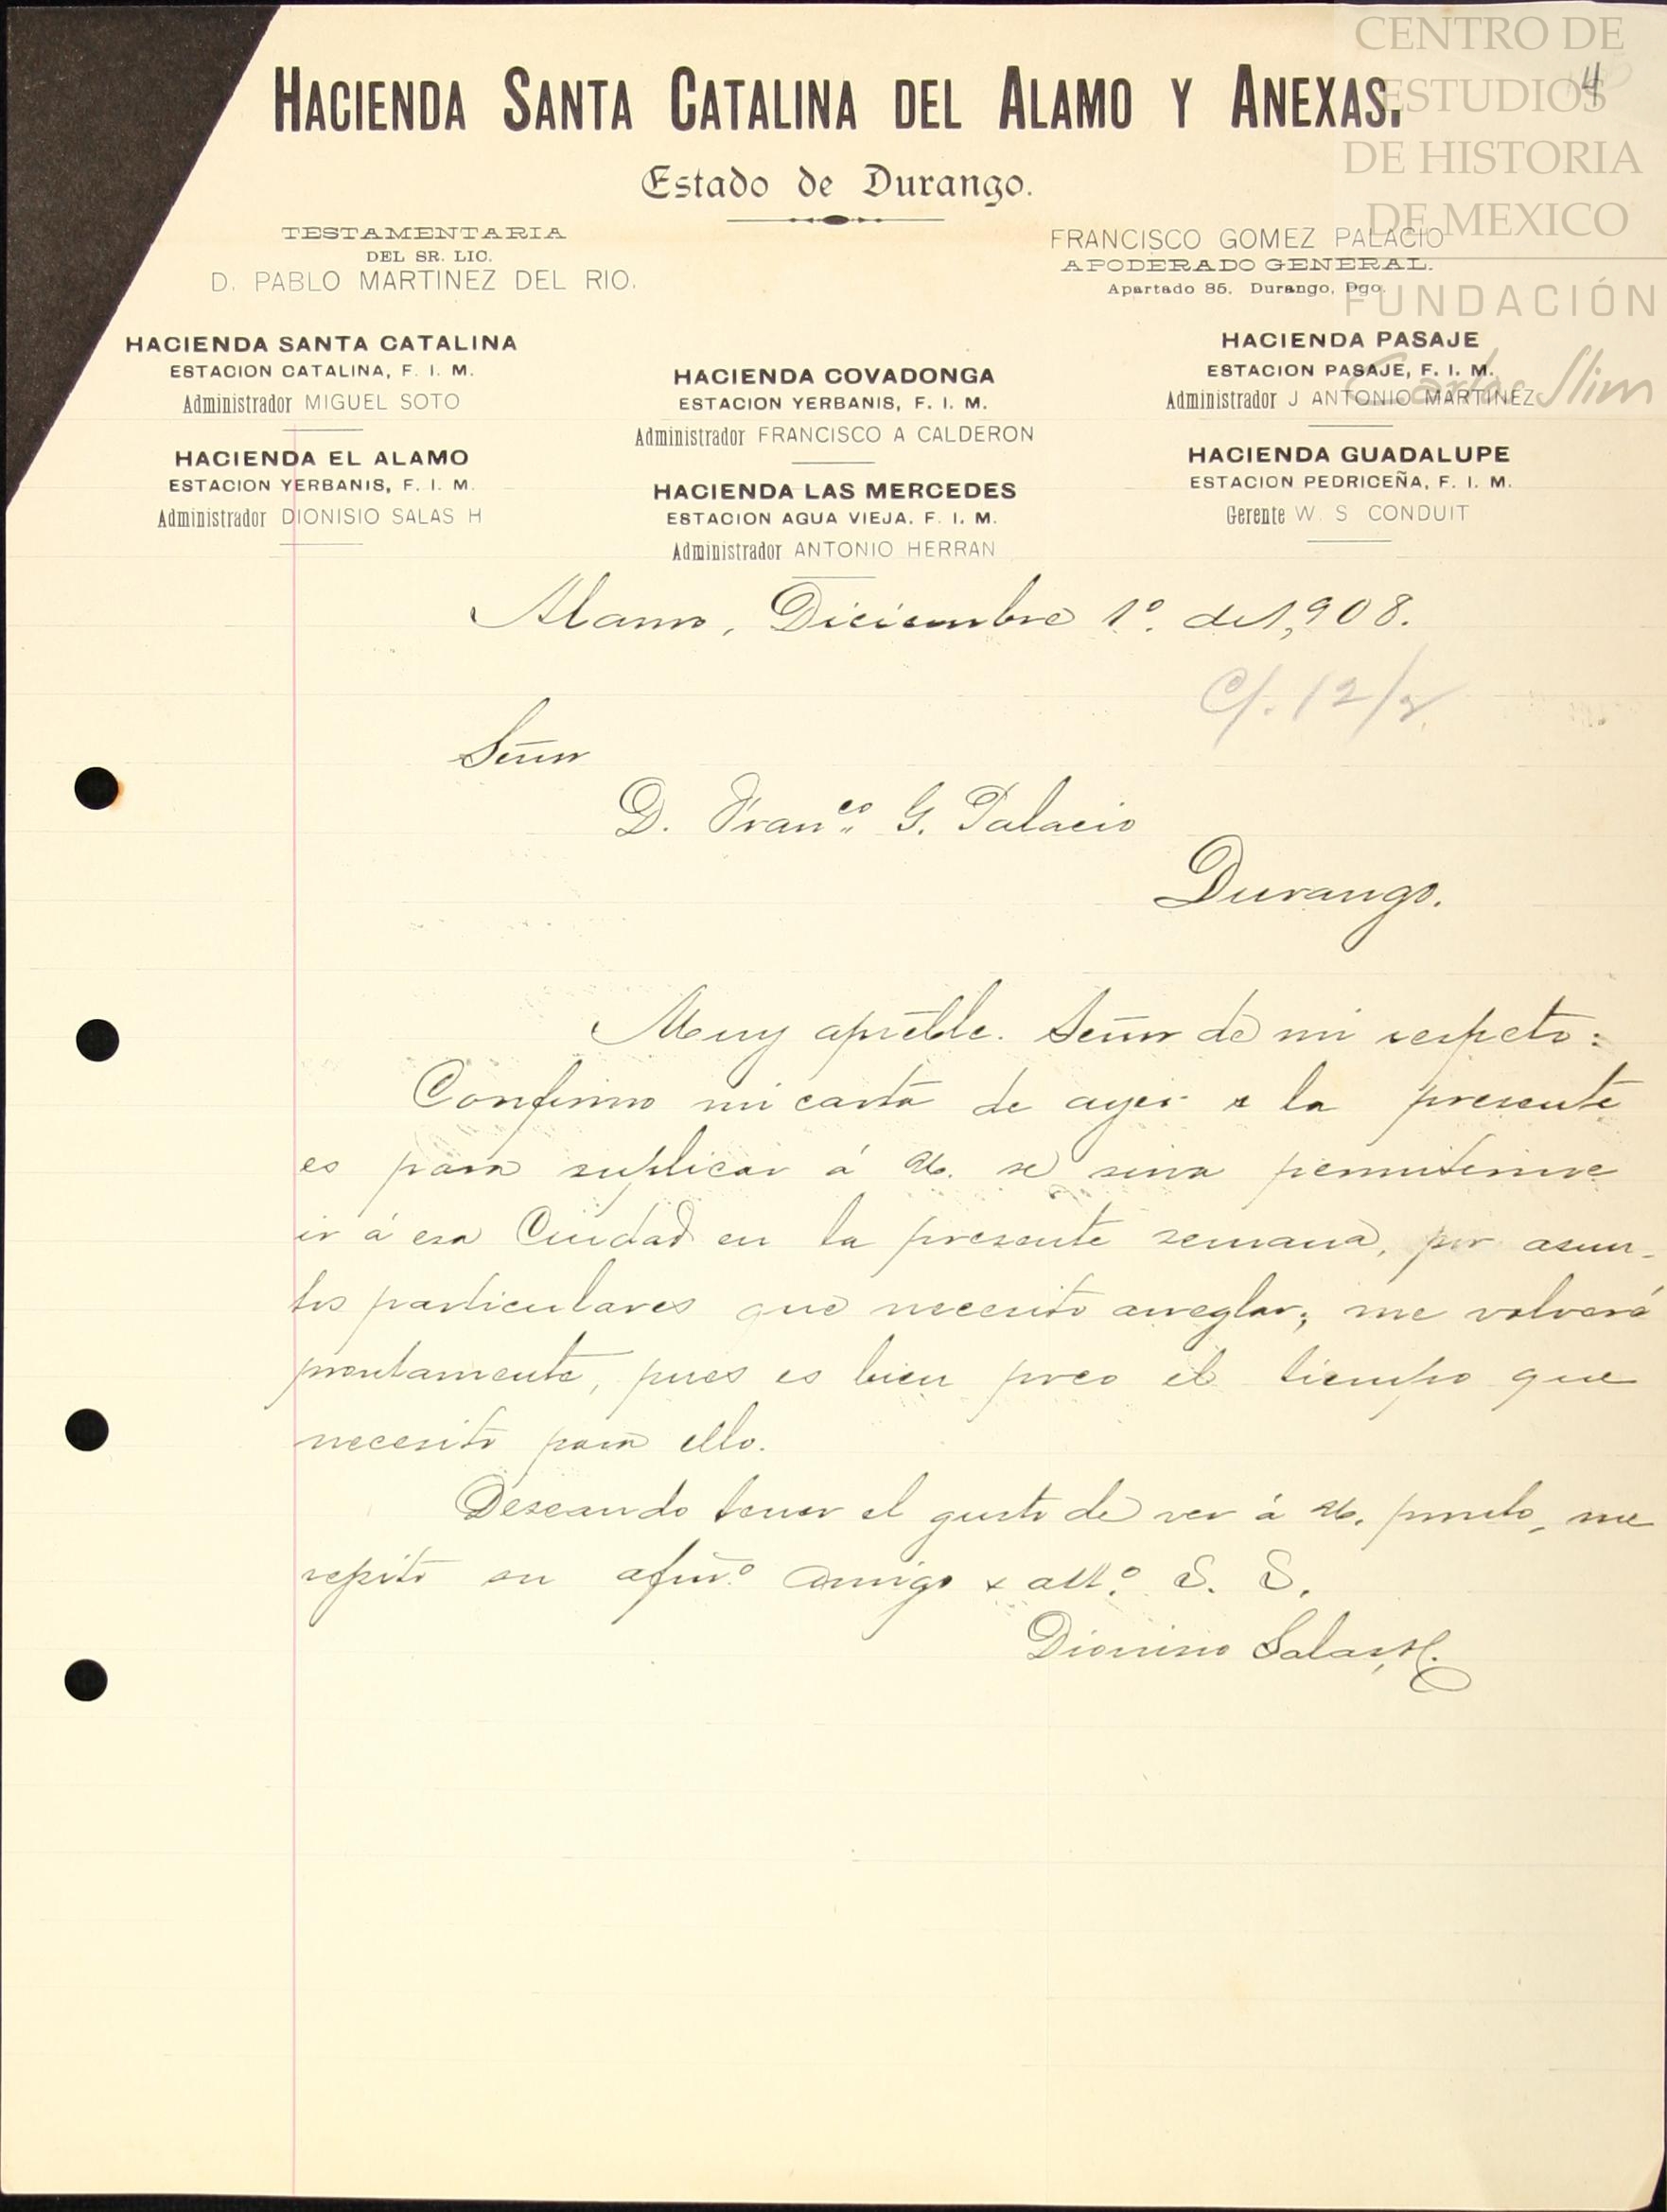 CENTRO DE
ESTUDIOS
DE HISTORIA
DE MEXICO
FUNDACIÓN
Carlos Slim
4
HACIENDA SANTA CATALINA DEL ALAMO Y ANEXAS.
Estado de Durango.
TESTAMENTARIA
DEL SR. LIC.
D. PABLO MARTINEZ DEL RIO.
FRANCISCO GOMEZ PALACIO
APODERADO GENERAL.
Apartado 85. Durango, Dgo.
HACIENDA SANTA CATALINA
ESTACION CATALINA, F. I. M.
Administrador MIGUEL SOTO
HACIENDA EL ALAMO
ESTACION YERBANIS, F. I. M.
Administrador DIONISIO SALAS H
HACIENDA COVADONGA
ESTACION YERBANIS, F. I. M.
Administrador FRANCISCO A CALDERON
HACIENDA LAS MERCEDES
ESTACION AGUA VIEJA. F. I. M.
Administrador ANTONIO HERRAN
HACIENDA PASAJE
ESTACION PASAJE, F. I. M.
Administrador J ANTONIO MARTINEZ
HACIENDA GUADALUPE
ESTACION PEDRICEÑA, F. I. M.
Gerente W. S CONDUIT
Alamo, Diciembre 1º. de 1,908.
C/. 12/
Señor
D. Franco. G. Palacio
Durango.
Muy apreble. Señor de mi respeto:
Confirmo mi carta de ayer y la presente
es para suplicar á U. se sirva permitirme
ir á esa Ciudad en la presente semana, por asun-
tos particulares que necesito arreglar; me volveré
prontamente, pues es bien poco el tiempo que
necesito para ello.
Deseando tener el gusto de ver á U. pronto, me
repito su afmo. amigo y atto. S. S.
Dionisio Salas H.